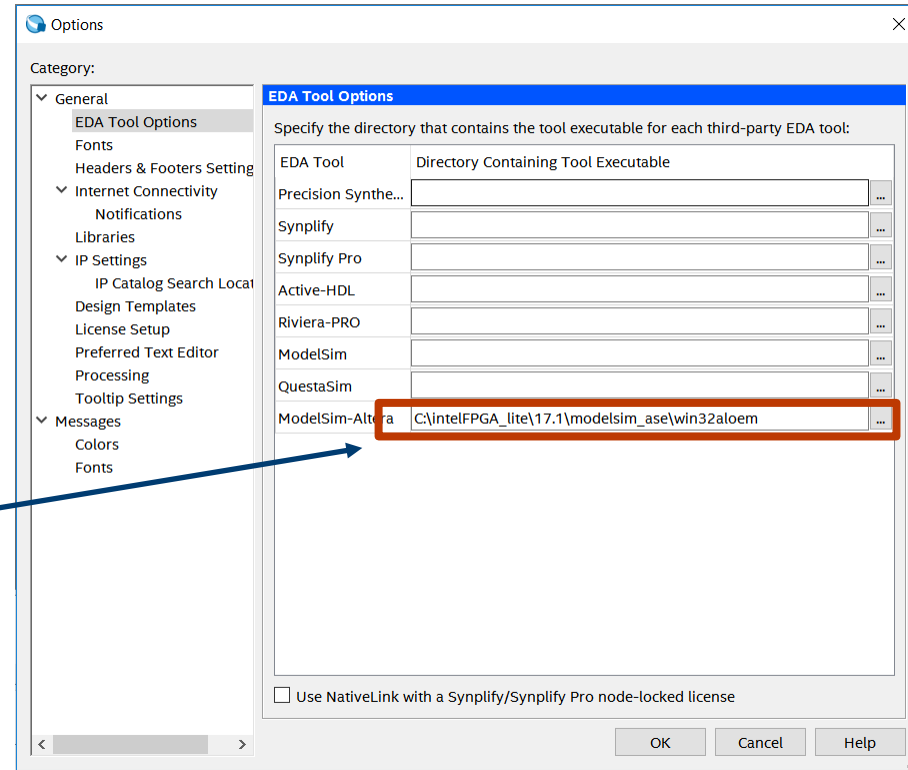 Options
Category:
General
EDA Tool Options
Fonts
Headers & Footers Setting
Internet Connectivity
Notifications
Libraries
IP Settings
IP Catalog Search Locat
Design Templates
License Setup
Preferred Text Editor
Processing
Tooltip Settings
Messages
Colors
Fonts
EDA Tool Options
Specify the directory that contains the tool executable for each third-party EDA tool:
EDA Tool Directory Containing Tool Executable
Precision Synthe... ...
Synplify ...
Synplify Pro ...
Active-HDL ...
Riviera-PRO ...
ModelSim ...
QuestaSim ...
ModelSim-Altera C:\intelFPGA_lite\17.1\modelsim_ase\win32aloem ...
Use NativeLink with a Synplify/Synplify Pro node-locked license
OK Cancel Help